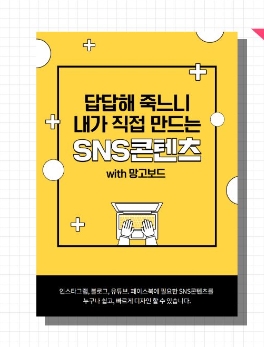 답답해 죽느니
내가 직접 만드는
SNS콘텐츠
with 망고보드
인스타그램, 블로그, 유튜브, 페이스북에 필요한 SNS콘텐츠를
누구나 쉽고, 빠르게 디자인 할 수 있습니다.